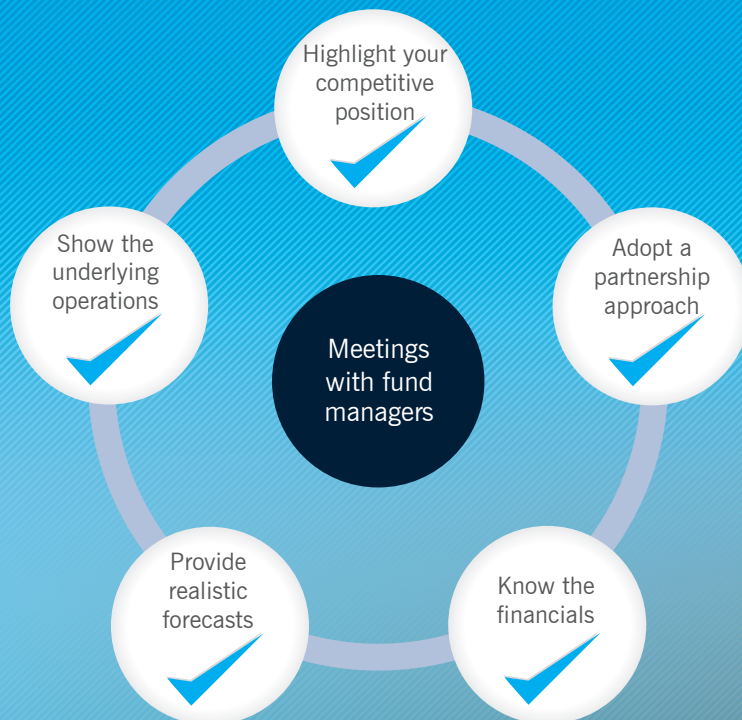 Highlight your
competitive
position
Show the
underlying
operations
Adopt a
partnership
approach
Meetings
with fund
managers
Provide
realistic
forecasts
Know the
financials